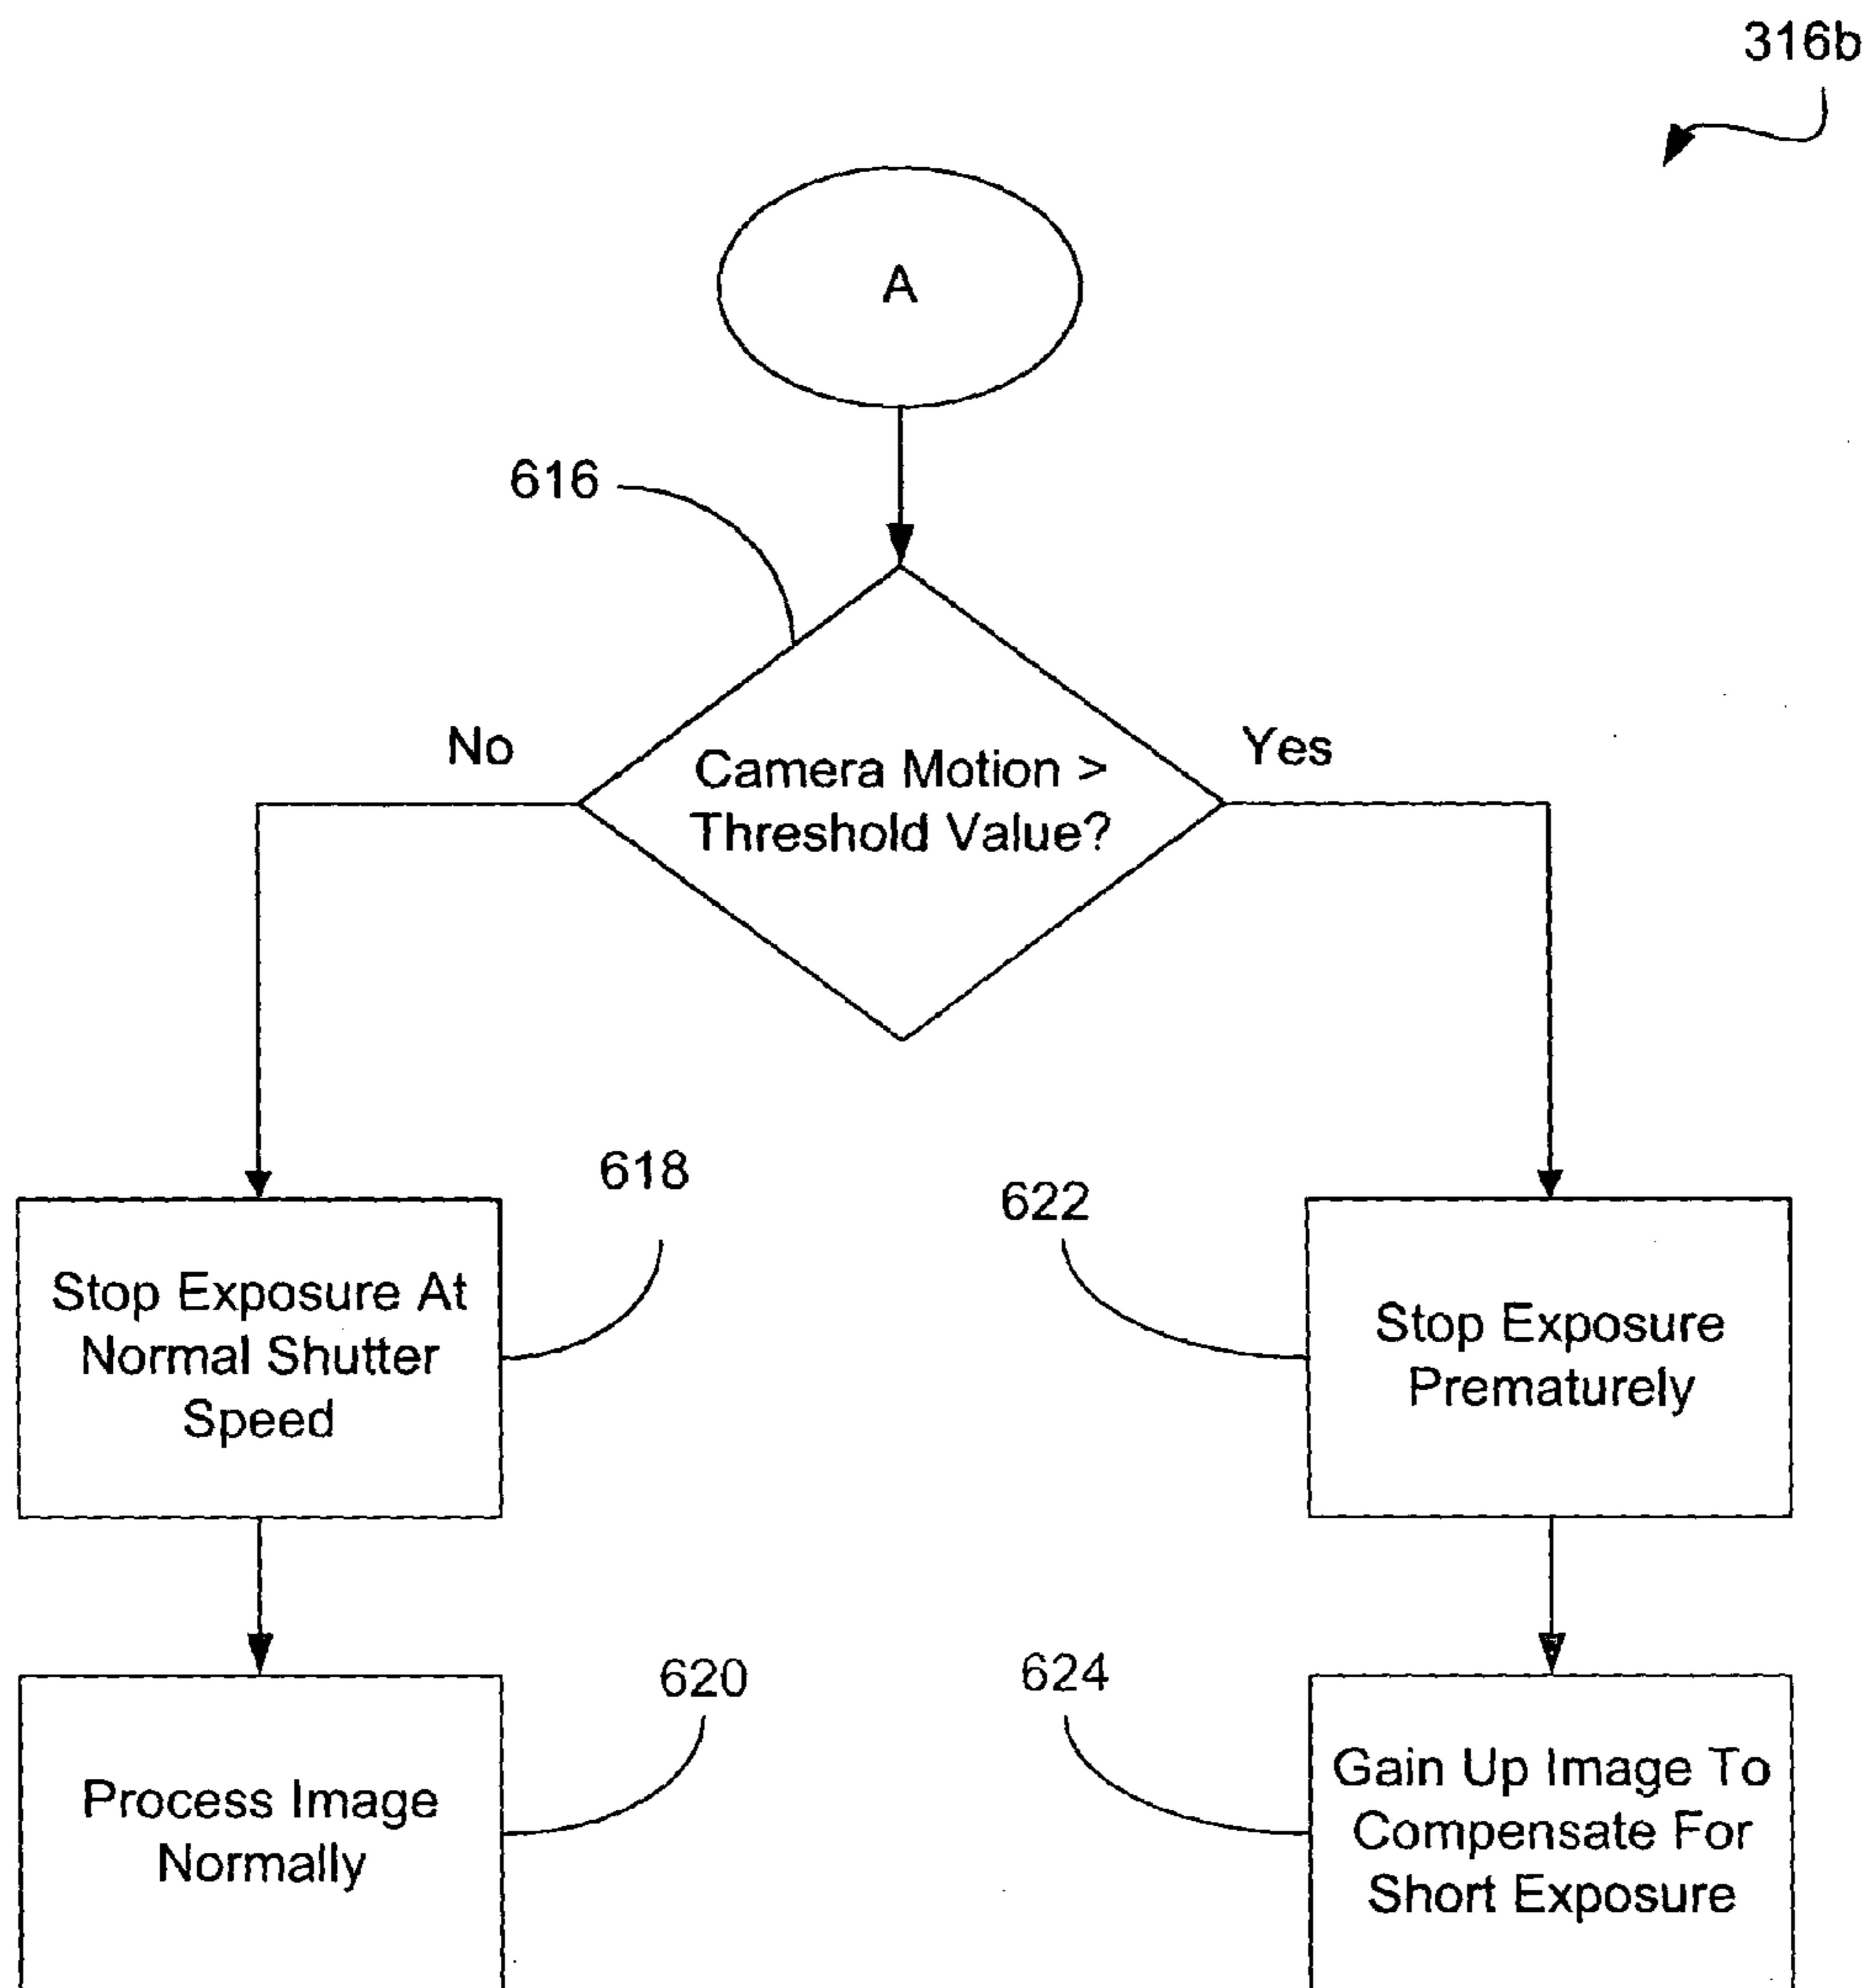 316b
A
616
No
Yes
Camera Motion >
Threshold Value?
618
622
Stop Exposure At
Normal Shutter
Speed
Stop Exposure
Prematurely
620
624
Process Image
Normally
Gain Up Image To
Compensate For
Short Exposure